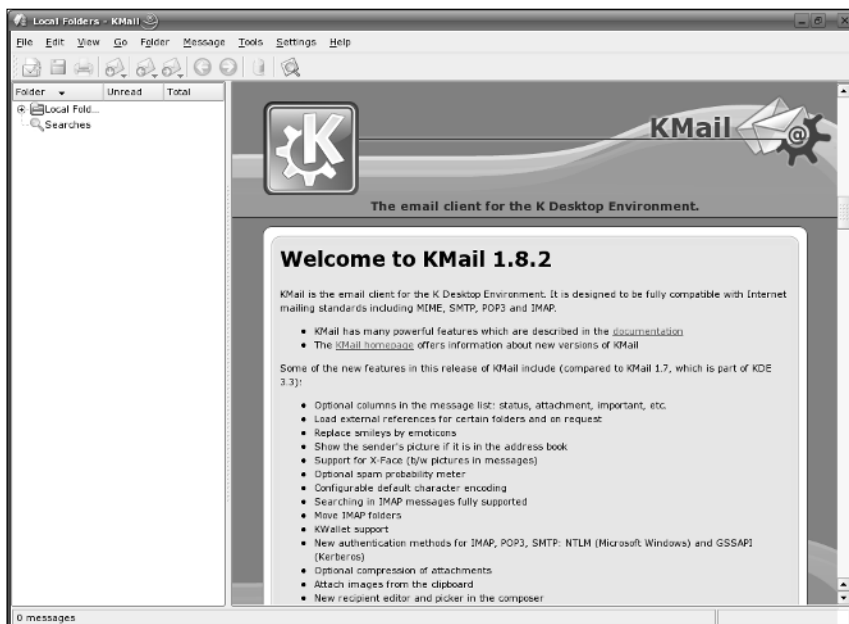 Local Folders - KMail
File Edit View Go Folder Message Tools Settings Help
Folder Unread Total
Local Fold...
Searches
KMail
The email client for the K Desktop Environment.
Welcome to KMail 1.8.2
KMail is the email client for the K Desktop Environment. It is designed to be fully compatible with Internet
mailing standards including MIME, SMTP, POP3 and IMAP.
• KMail has many powerful features which are described in the documentation
• The KMail homepage offers information about new versions of KMail
Some of the new features in this release of KMail include (compared to KMail 1.7, which is part of KDE
3.3):
• Optional columns in the message list: status, attachment, important, etc.
• Load external references for certain folders and on request
• Replace smileys by emoticons
• Show the sender's picture if it is in the address book
• Support for X-Face (b/w pictures in messages)
• Optional spam probability meter
• Configurable default character encoding
• Searching in IMAP messages fully supported
• Move IMAP folders
• KWallet support
• New authentication methods for IMAP, POP3, SMTP: NTLM (Microsoft Windows) and GSSAPI
(Kerberos)
• Optional compression of attachments
• Attach images from the clipboard
• New recipient editor and picker in the composer
0 messages